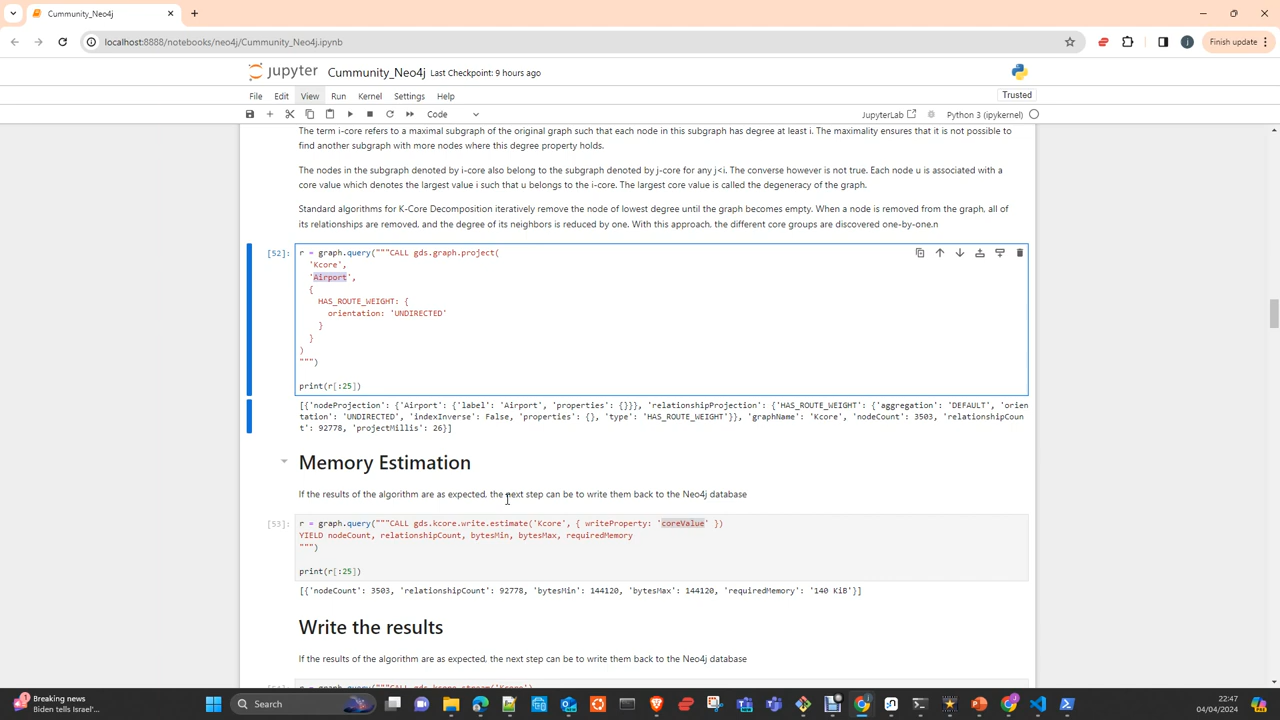 Cummunity_Neo4j
localhost:8888/notebooks/neo4j/Cummunity_Neo4j.ipynb
Finish update
jupyter Cummunity_Neo4j Last Checkpoint: 9 hours ago
File Edit View Run Kernel Settings Help
Trusted
Code
JupyterLab
Python 3 (ipykernel)
The term i-core refers to a maximal subgraph of the original graph such that each node in this subgraph has degree at least i. The maximality ensures that it is not possible to
find another subgraph with more nodes where this degree property holds.
The nodes in the subgraph denoted by i-core also belong to the subgraph denoted by j-core for any j<i. The converse however is not true. Each node u is associated with a
core value which denotes the largest value i such that u belongs to the i-core. The largest core value is called the degeneracy of the graph.
Standard algorithms for K-Core Decomposition iteratively remove the node of lowest degree until the graph becomes empty. When a node is removed from the graph, all of
its relationships are removed, and the degree of its neighbors is reduced by one. With this approach, the different core groups are discovered one-by-one.n
[52]: r = graph.query("""CALL gds.graph.project(
'Kcore',
'Airport',
{
HAS_ROUTE_WEIGHT: {
orientation: 'UNDIRECTED'
}
}
)
""")
print(r[:25])
[{'nodeProjection': {'Airport': {'label': 'Airport', 'properties': {}}}, 'relationshipProjection': {'HAS_ROUTE_WEIGHT': {'aggregation': 'DEFAULT', 'orien
tation': 'UNDIRECTED', 'indexInverse': False, 'properties': {}, 'type': 'HAS_ROUTE_WEIGHT'}}, 'graphName': 'Kcore', 'nodeCount': 3503, 'relationshipCoun
t': 92778, 'projectMillis': 26}]
Memory Estimation
If the results of the algorithm are as expected, the next step can be to write them back to the Neo4j database
[53]: r = graph.query("""CALL gds.kcore.write.estimate('Kcore', { writeProperty: 'coreValue' })
YIELD nodeCount, relationshipCount, bytesMin, bytesMax, requiredMemory
""")
print(r[:25])
[{'nodeCount': 3503, 'relationshipCount': 92778, 'bytesMin': 144120, 'bytesMax': 144120, 'requiredMemory': '140 KiB'}]
Write the results
If the results of the algorithm are as expected, the next step can be to write them back to the Neo4j database
Breaking news
Biden tells Israel'...
Search
22:47
04/04/2024